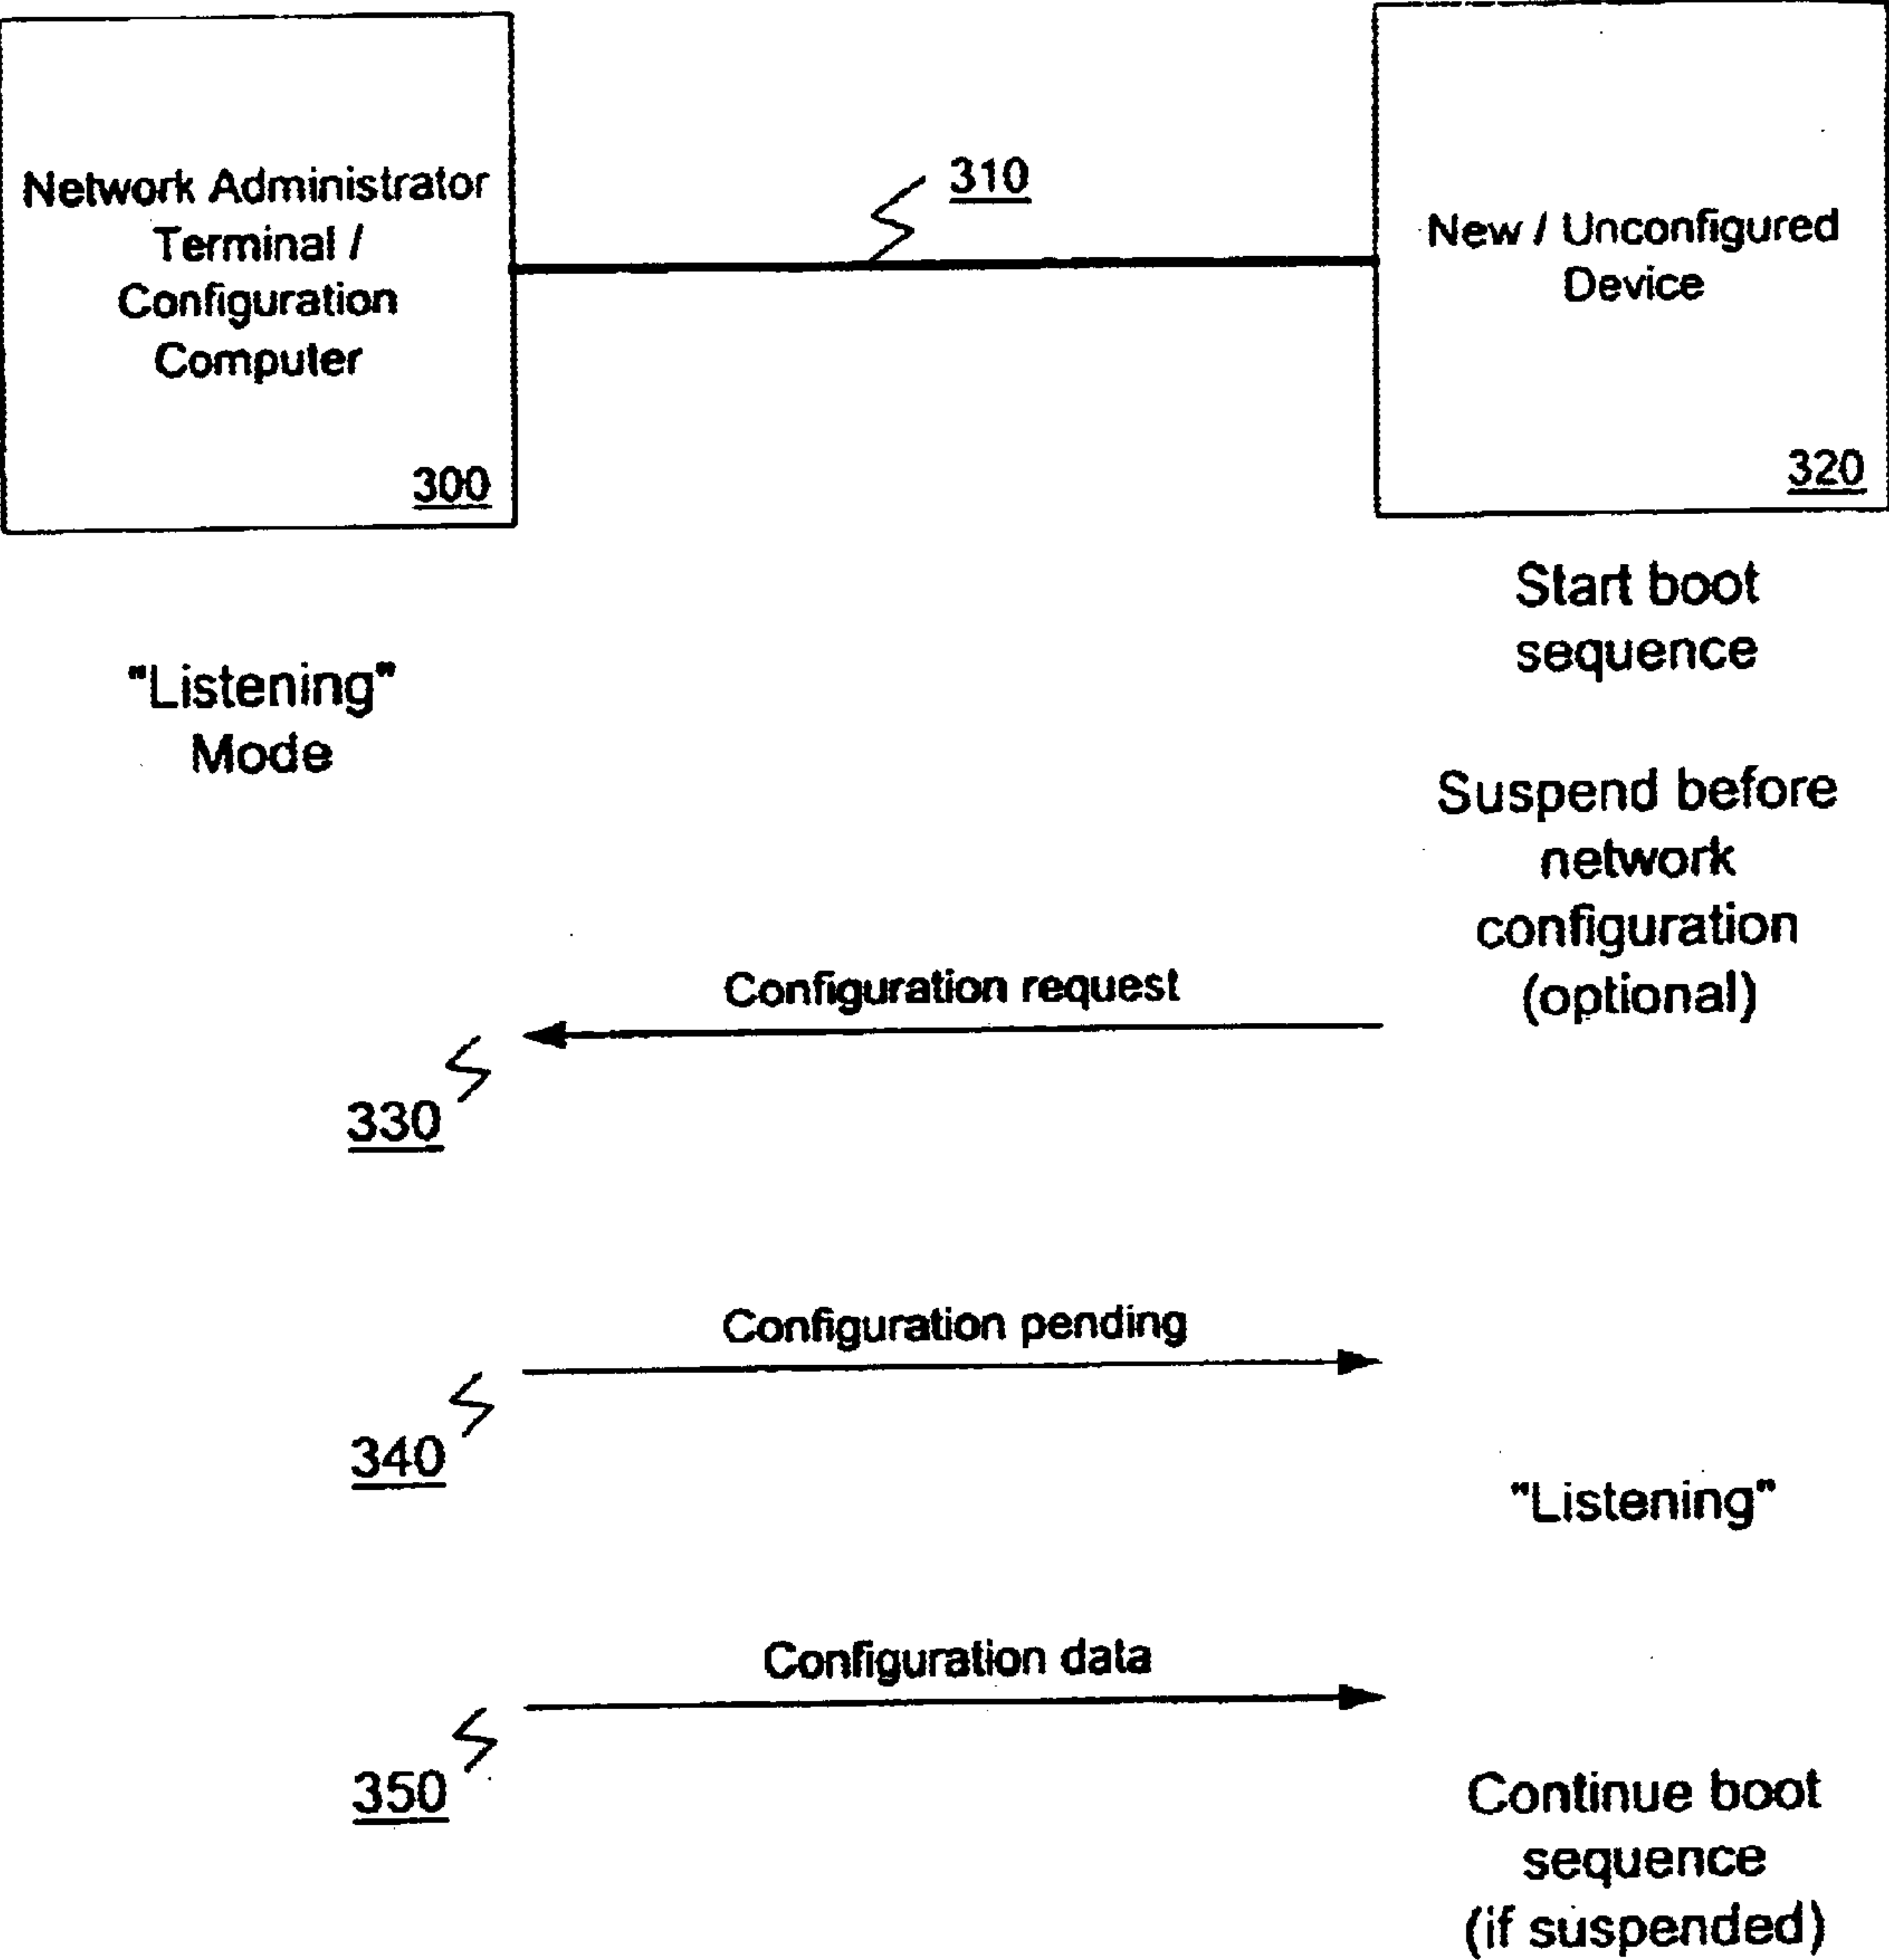 Network Administrator
Terminal /
Configuration
Computer
300
310
New / Unconfigured
Device
320
"Listening"
Mode
Start boot
sequence
Suspend before
network
configuration
(optional)
Configuration request
330
Configuration pending
340
"Listening"
Configuration data
350
Continue boot
sequence
(if suspended)